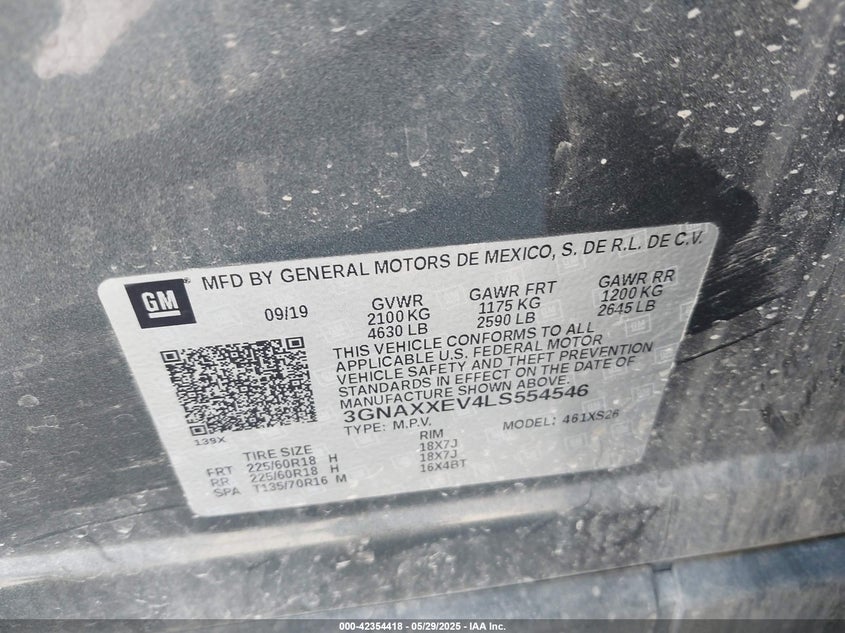 GM
MFD BY GENERAL MOTORS DE MEXICO, S. DE R.L. DE C.V.
09/19 GVWR GAWR FRT GAWR RR
2100 KG 1175 KG 1200 KG
4630 LB 2590 LB 2645 LB
THIS VEHICLE CONFORMS TO ALL
APPLICABLE U.S. FEDERAL MOTOR
VEHICLE SAFETY AND THEFT PREVENTION
STANDARDS IN EFFECT ON THE DATE OF
MANUFACTURE SHOWN ABOVE.
3GNAXXEV4LS554546
TYPE: M.P.V. MODEL: 461XS26
139X
TIRE SIZE RIM
FRT 225/60R18 H 18X7J
RR 225/60R18 H 18X7J
SPA T135/70R16 M 16X4BT
000-42354418 - 05/29/2025 - IAA Inc.